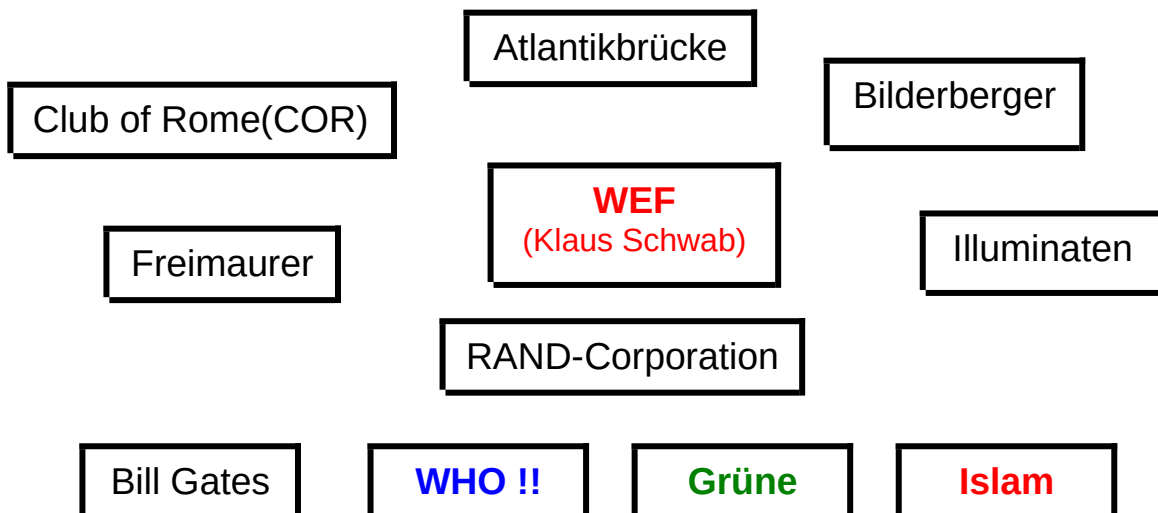 Atlantikbrücke
Club of Rome(COR)
Bilderberger
WEF
(Klaus Schwab)
Freimaurer
Illuminaten
RAND-Corporation
Bill Gates
WHO !!
Grüne
Islam